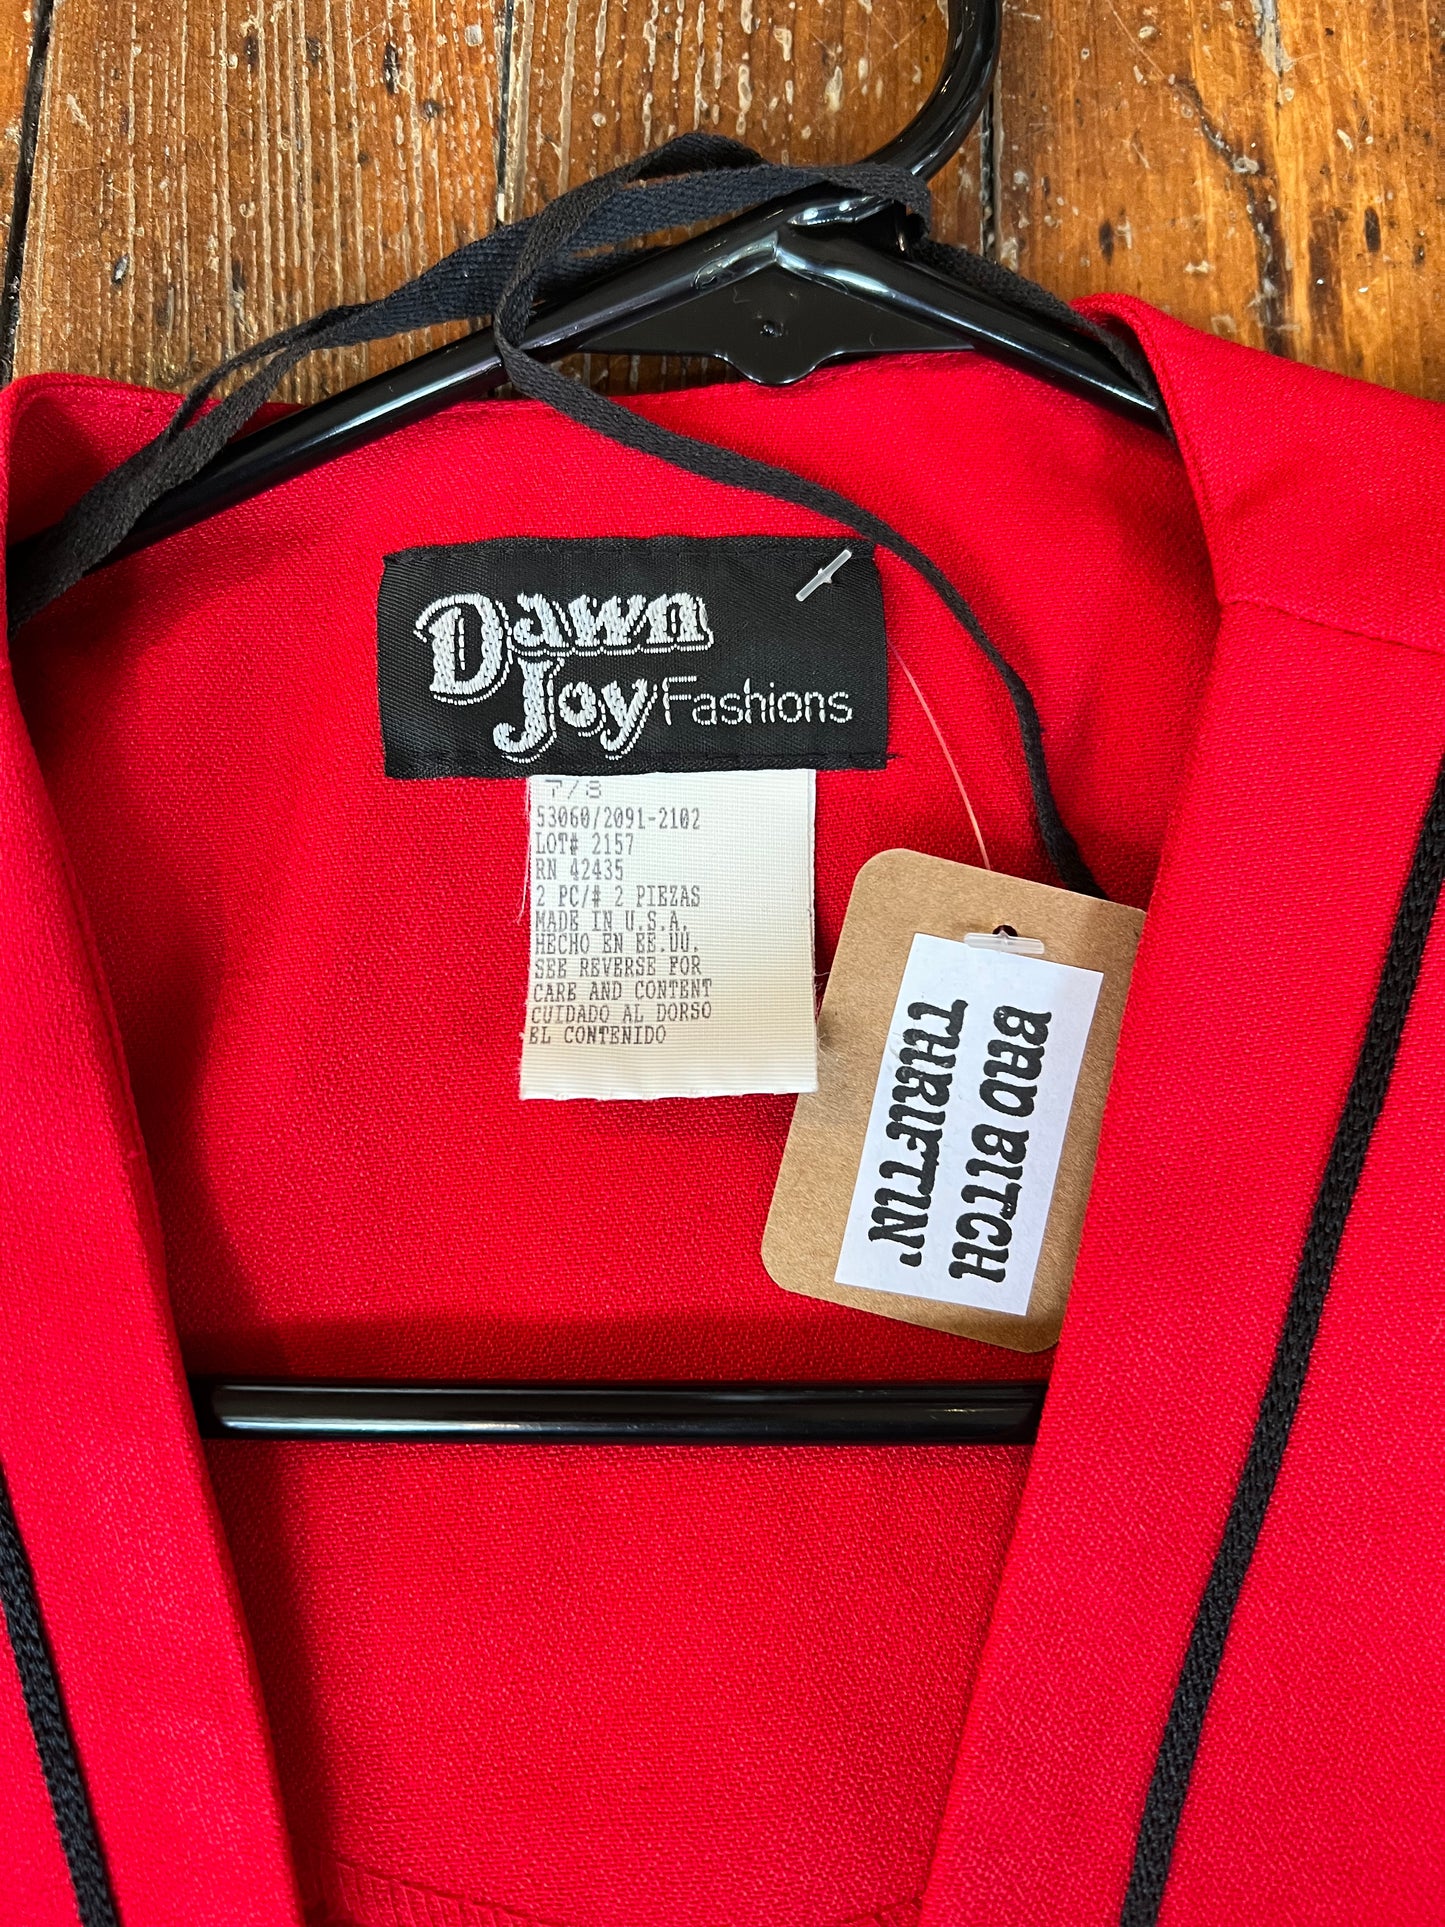 Dawn
Joy Fashions
7/8
53060/2091-2102
LOT# 2157
RN 42435
2 PC/# 2 PIEZAS
MADE IN U.S.A.
HECHO EN EE.UU.
SEE REVERSE FOR
CARE AND CONTENT
CUIDADO AL DORSO
EL CONTENIDO
BAD BITCH
THRIFTIN'